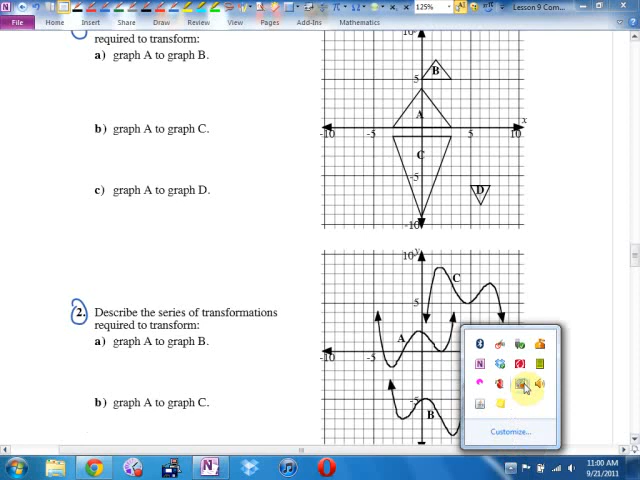 125%
Lesson 9 Com...
File
Home
Insert
Share
Draw
Review
View
Pages
Add-Ins
Mathematics
required to transform:
a) graph A to graph B.
b) graph A to graph C.
c) graph A to graph D.
10
B
5
A
x
-10
-5
5
10
C
-5
D
-10
2. Describe the series of transformations
required to transform:
a) graph A to graph B.
b) graph A to graph C.
10
y
C
5
A
-10
-5
-5
B
Customize...
11:00 AM
9/21/2011